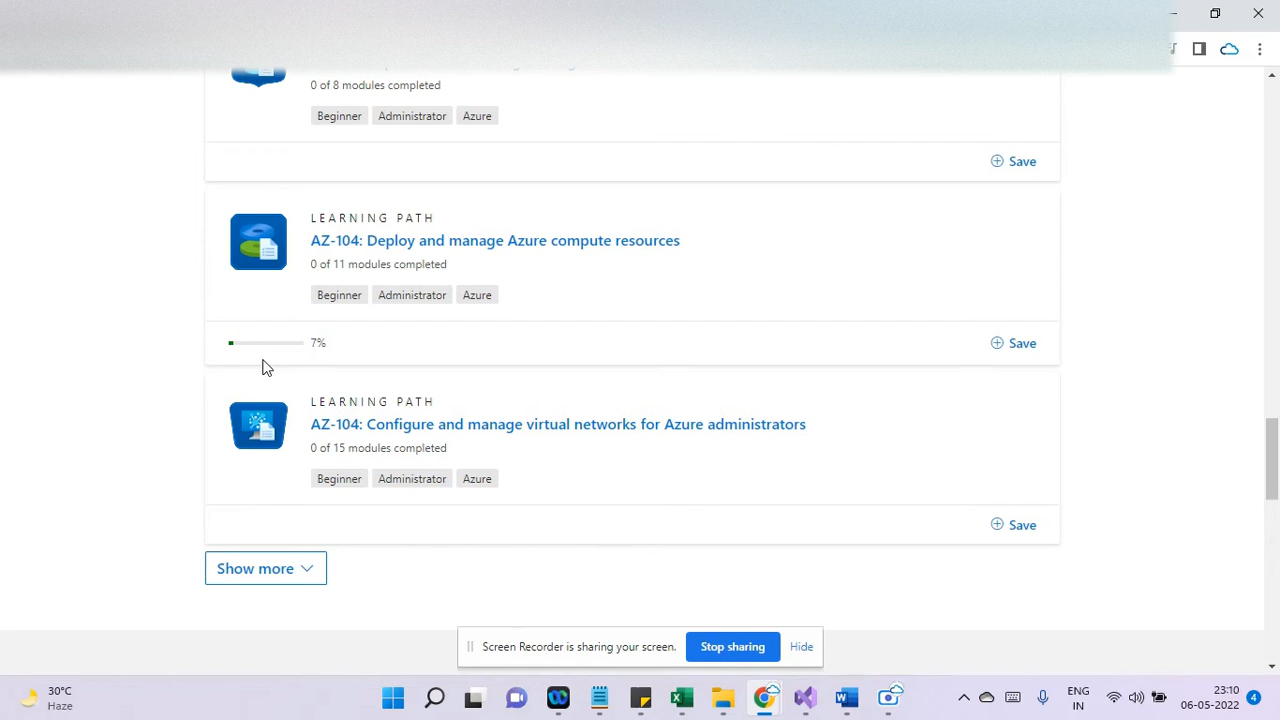 0 of 8 modules completed
Beginner Administrator Azure
Save
LEARNING PATH
AZ-104: Deploy and manage Azure compute resources
0 of 11 modules completed
Beginner Administrator Azure
7% Save
LEARNING PATH
AZ-104: Configure and manage virtual networks for Azure administrators
0 of 15 modules completed
Beginner Administrator Azure
Save
Show more
Screen Recorder is sharing your screen. Stop sharing Hide
30°C
Haze
ENG
IN
23:10
06-05-2022
4